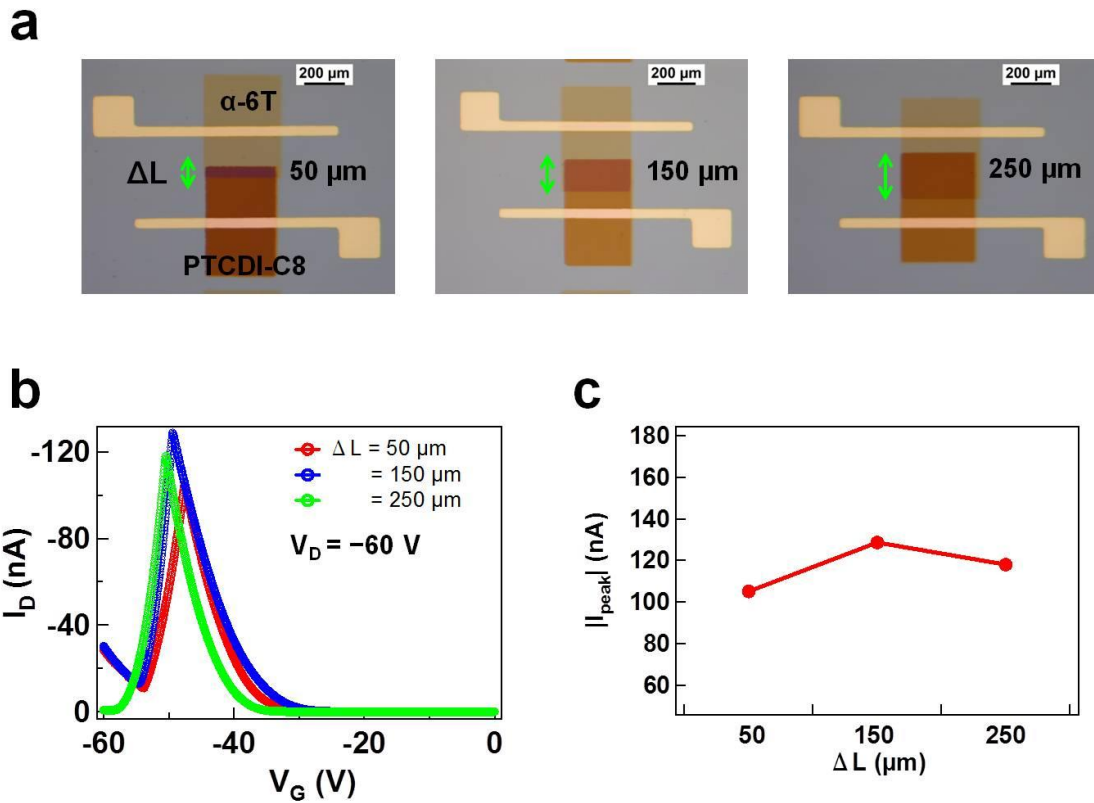 a
200 µm
α-6T
ΔL
50 µm
PTCDI-C8
200 µm
150 µm
200 µm
250 µm
b
-120
-80
-40
0
I_D (nA)
-60
-40
-20
0
V_G (V)
Δ L = 50 µm
= 150 µm
= 250 µm
V_D = −60 V
c
180
160
140
120
100
80
60
|I_peak| (nA)
50
150
250
Δ L (µm)